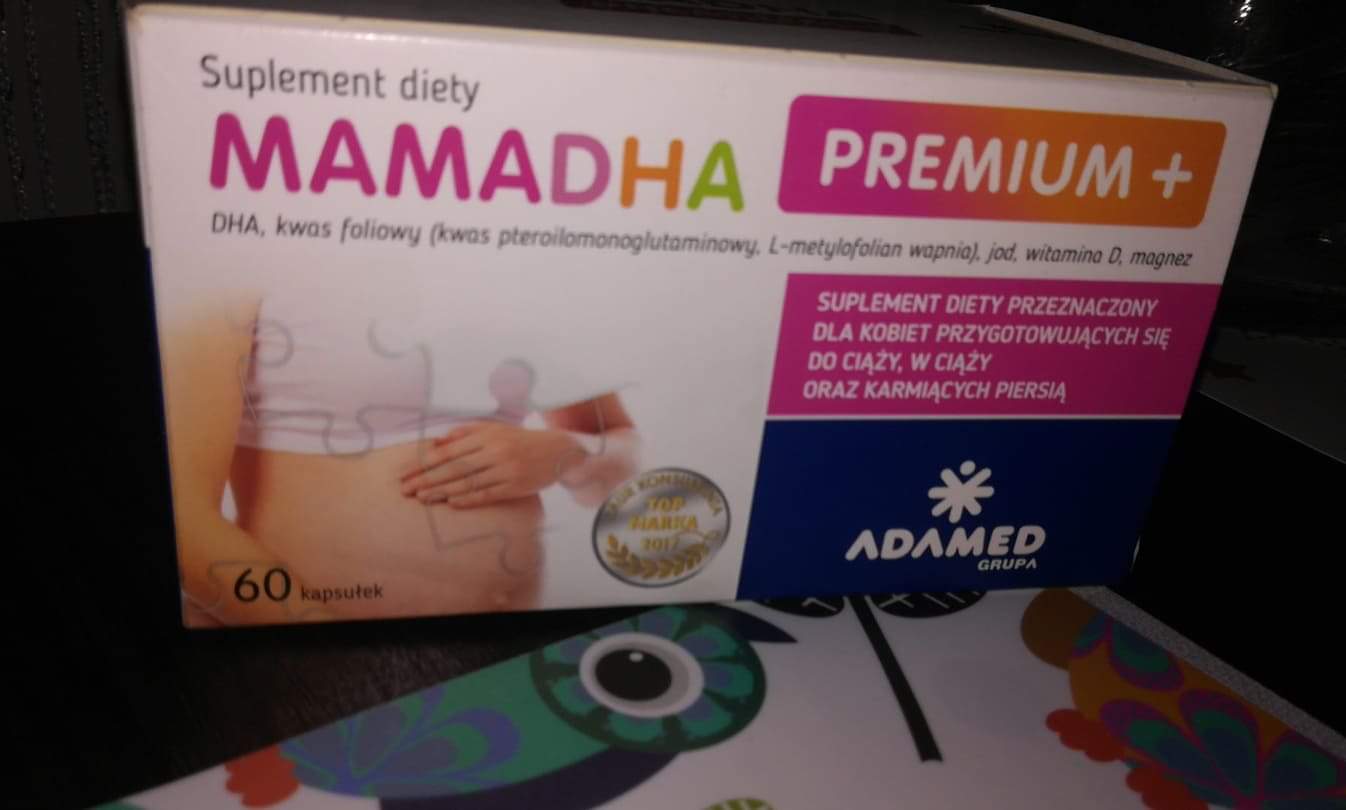 Suplement diety
MAMADHA PREMIUM +
DHA, kwas foliowy (kwas pteroilomonoglutaminowy, L-metylofolian wapnia), jod, witamina D, magnez
SUPLEMENT DIETY PRZEZNACZONY
DLA KOBIET PRZYGOTOWUJĄCYCH SIĘ
DO CIĄŻY, W CIĄŻY
ORAZ KARMIĄCYCH PIERSIĄ
TOP
MARKA
2017
ADAMED
GRUPA
60 kapsułek